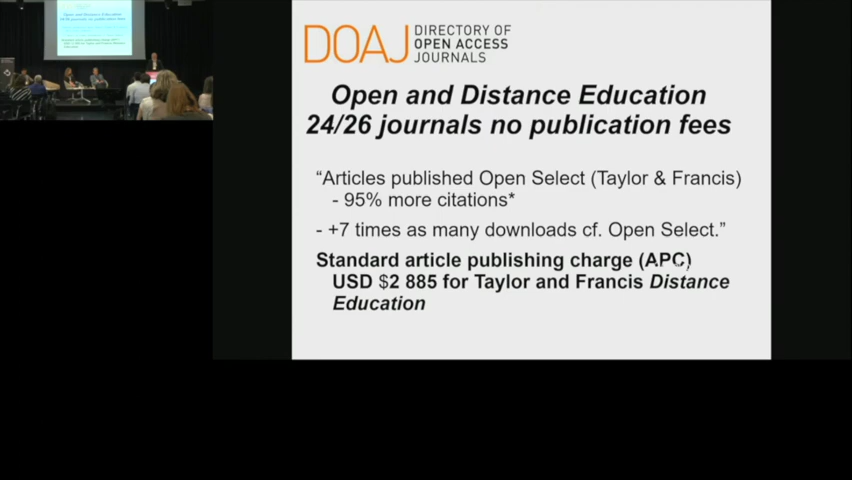 DOAJ DIRECTORY OF
OPEN ACCESS
JOURNALS
Open and Distance Education
24/26 journals no publication fees
“Articles published Open Select (Taylor & Francis)
- 95% more citations*
- +7 times as many downloads cf. Open Select.”
Standard article publishing charge (APC)
USD $2 885 for Taylor and Francis Distance
Education